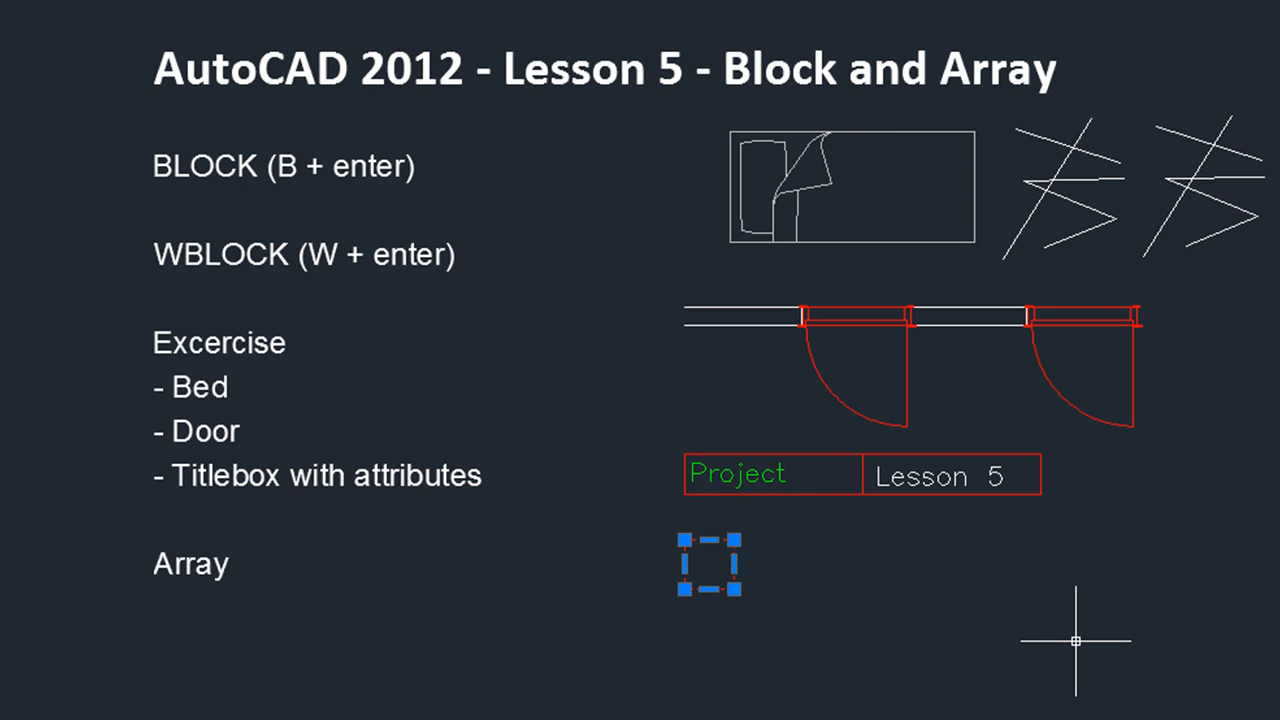 AutoCAD 2012 - Lesson 5 - Block and Array
BLOCK (B + enter)
WBLOCK (W + enter)
Excercise
- Bed
- Door
- Titlebox with attributes
Project
Lesson 5
Array